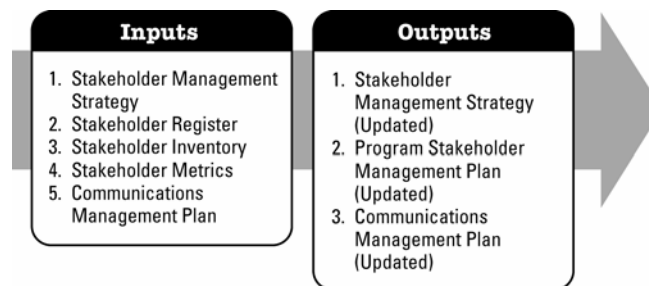 Inputs
1. Stakeholder Management
Strategy
2. Stakeholder Register
3. Stakeholder Inventory
4. Stakeholder Metrics
5. Communications
Management Plan
Outputs
1. Stakeholder
Management Strategy
(Updated)
2. Program Stakeholder
Management Plan
(Updated)
3. Communications
Management Plan
(Updated)